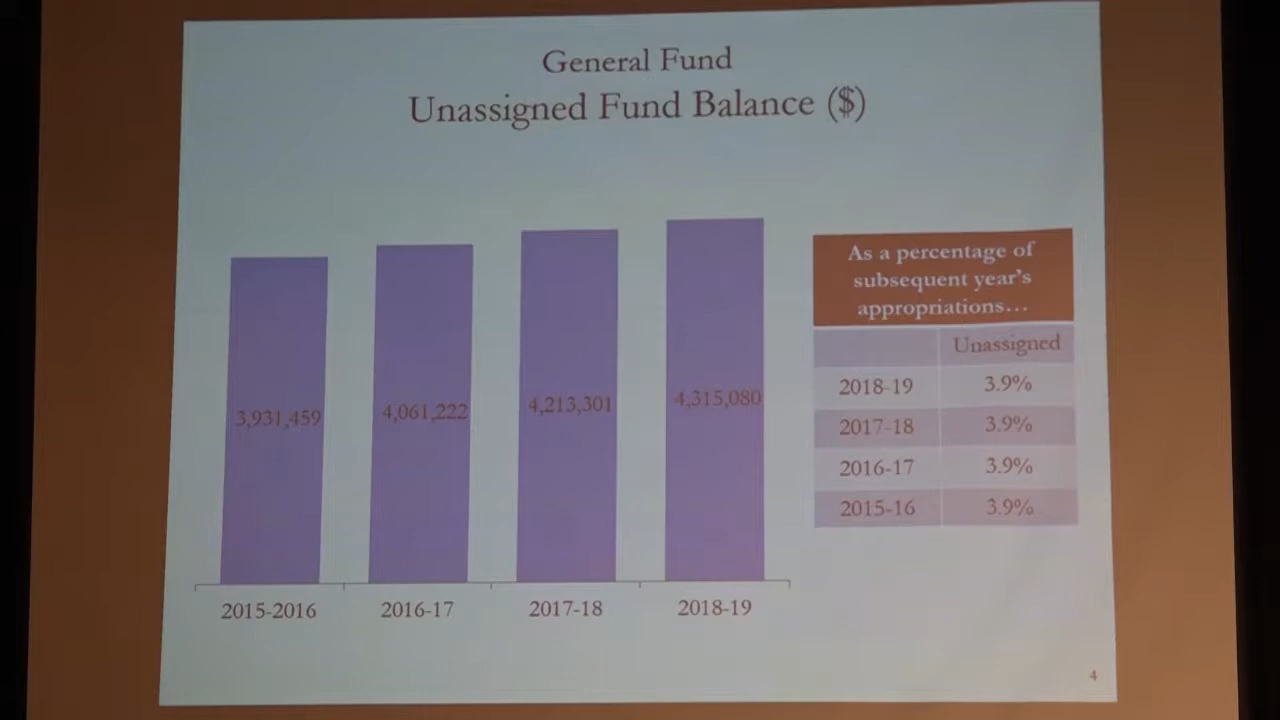 General Fund
Unassigned Fund Balance ($)
3,931,459
4,061,222
4,213,301
4,315,080
2015-2016
2016-17
2017-18
2018-19
As a percentage of
subsequent year's
appropriations…
Unassigned
2018-19 3.9%
2017-18 3.9%
2016-17 3.9%
2015-16 3.9%
4